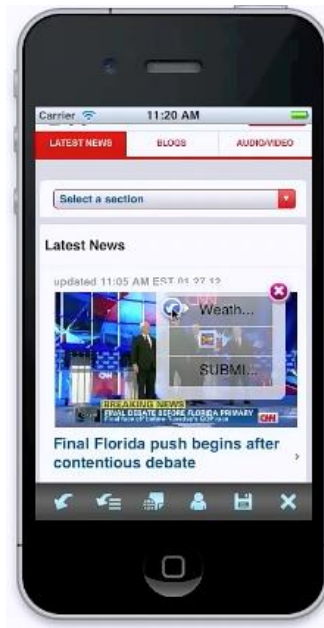 Carrier
11:20 AM
LATEST NEWS
BLOGS
AUDIO/VIDEO
Select a section
Latest News
updated 11:05 AM EST 01.27.12
CNN
Weath...
SUBMI...
BREAKING NEWS
FINAL DEBATE BEFORE FLORIDA PRIMARY
CNN
Final Florida push begins after
contentious debate